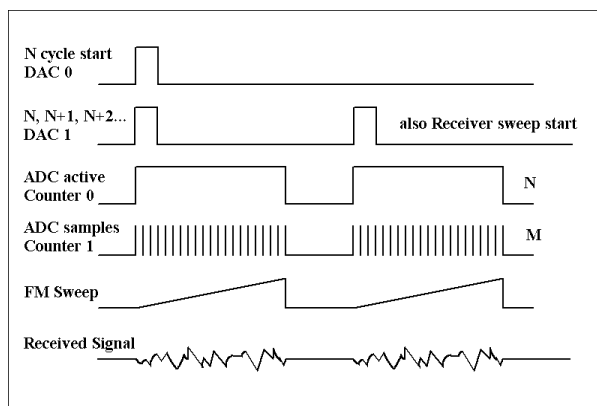 N cycle start
DAC 0
N, N+1, N+2...
DAC 1
also Receiver sweep start
ADC active
Counter 0
N
ADC samples
Counter 1
M
FM Sweep
Received Signal